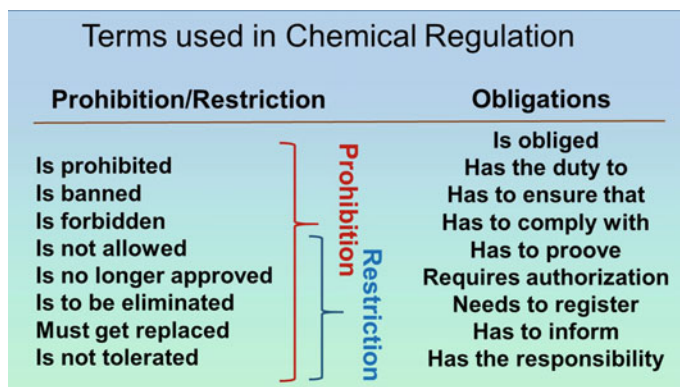 Terms used in Chemical Regulation
Prohibition/Restriction
Is prohibited
Is banned
Is forbidden
Is not allowed
Is no longer approved
Is to be eliminated
Must get replaced
Is not tolerated
Prohibition
Restriction
Obligations
Is obliged
Has the duty to
Has to ensure that
Has to comply with
Has to proove
Requires authorization
Needs to register
Has to inform
Has the responsibility